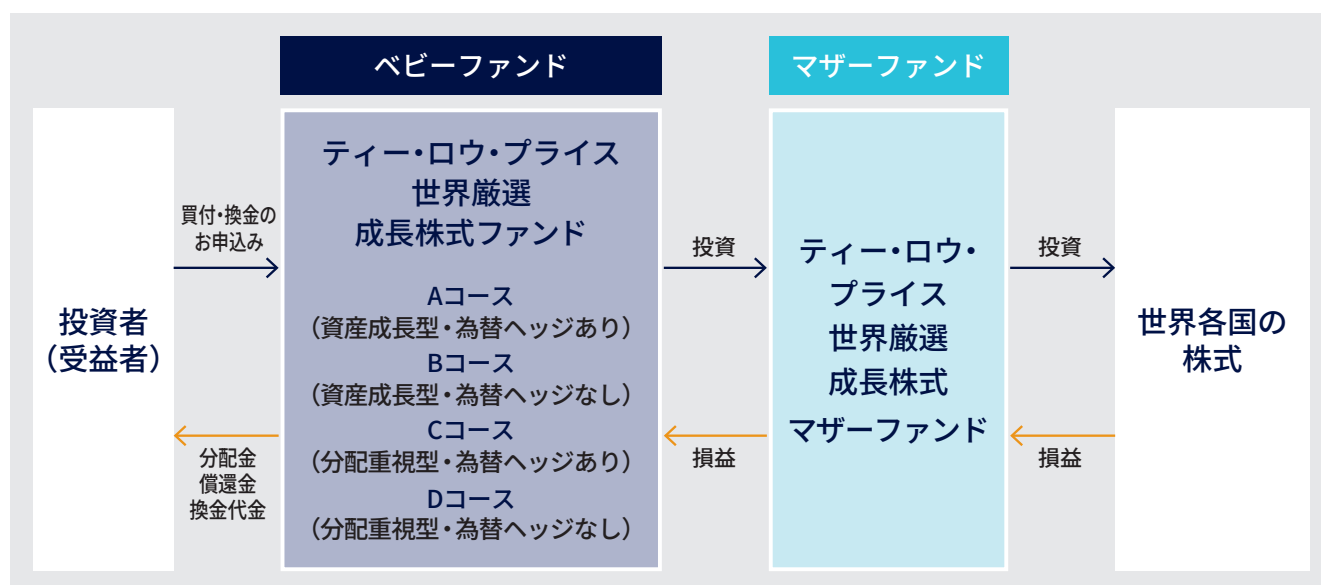 ベビーファンド
マザーファンド
投資者
（受益者）
買付・換金の
お申込み
分配金
償還金
換金代金
ティー・ロウ・プライス
世界厳選
成長株式ファンド
Aコース
（資産成長型・為替ヘッジあり）
Bコース
（資産成長型・為替ヘッジなし）
Cコース
（分配重視型・為替ヘッジあり）
Dコース
（分配重視型・為替ヘッジなし）
投資
損益
ティー・ロウ・
プライス
世界厳選
成長株式
マザーファンド
投資
損益
世界各国の
株式